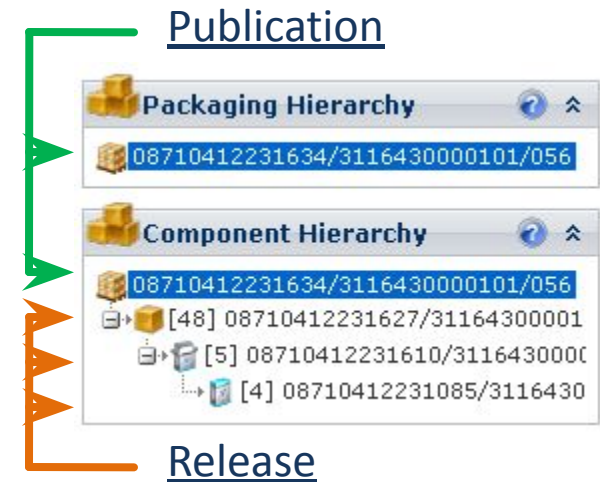 Publication
Packaging Hierarchy
08710412231634/3116430000101/056
Component Hierarchy
08710412231634/3116430000101/056
[48] 08710412231627/31164300001
[5] 08710412231610/3116430000
[4] 08710412231085/3116430
Release